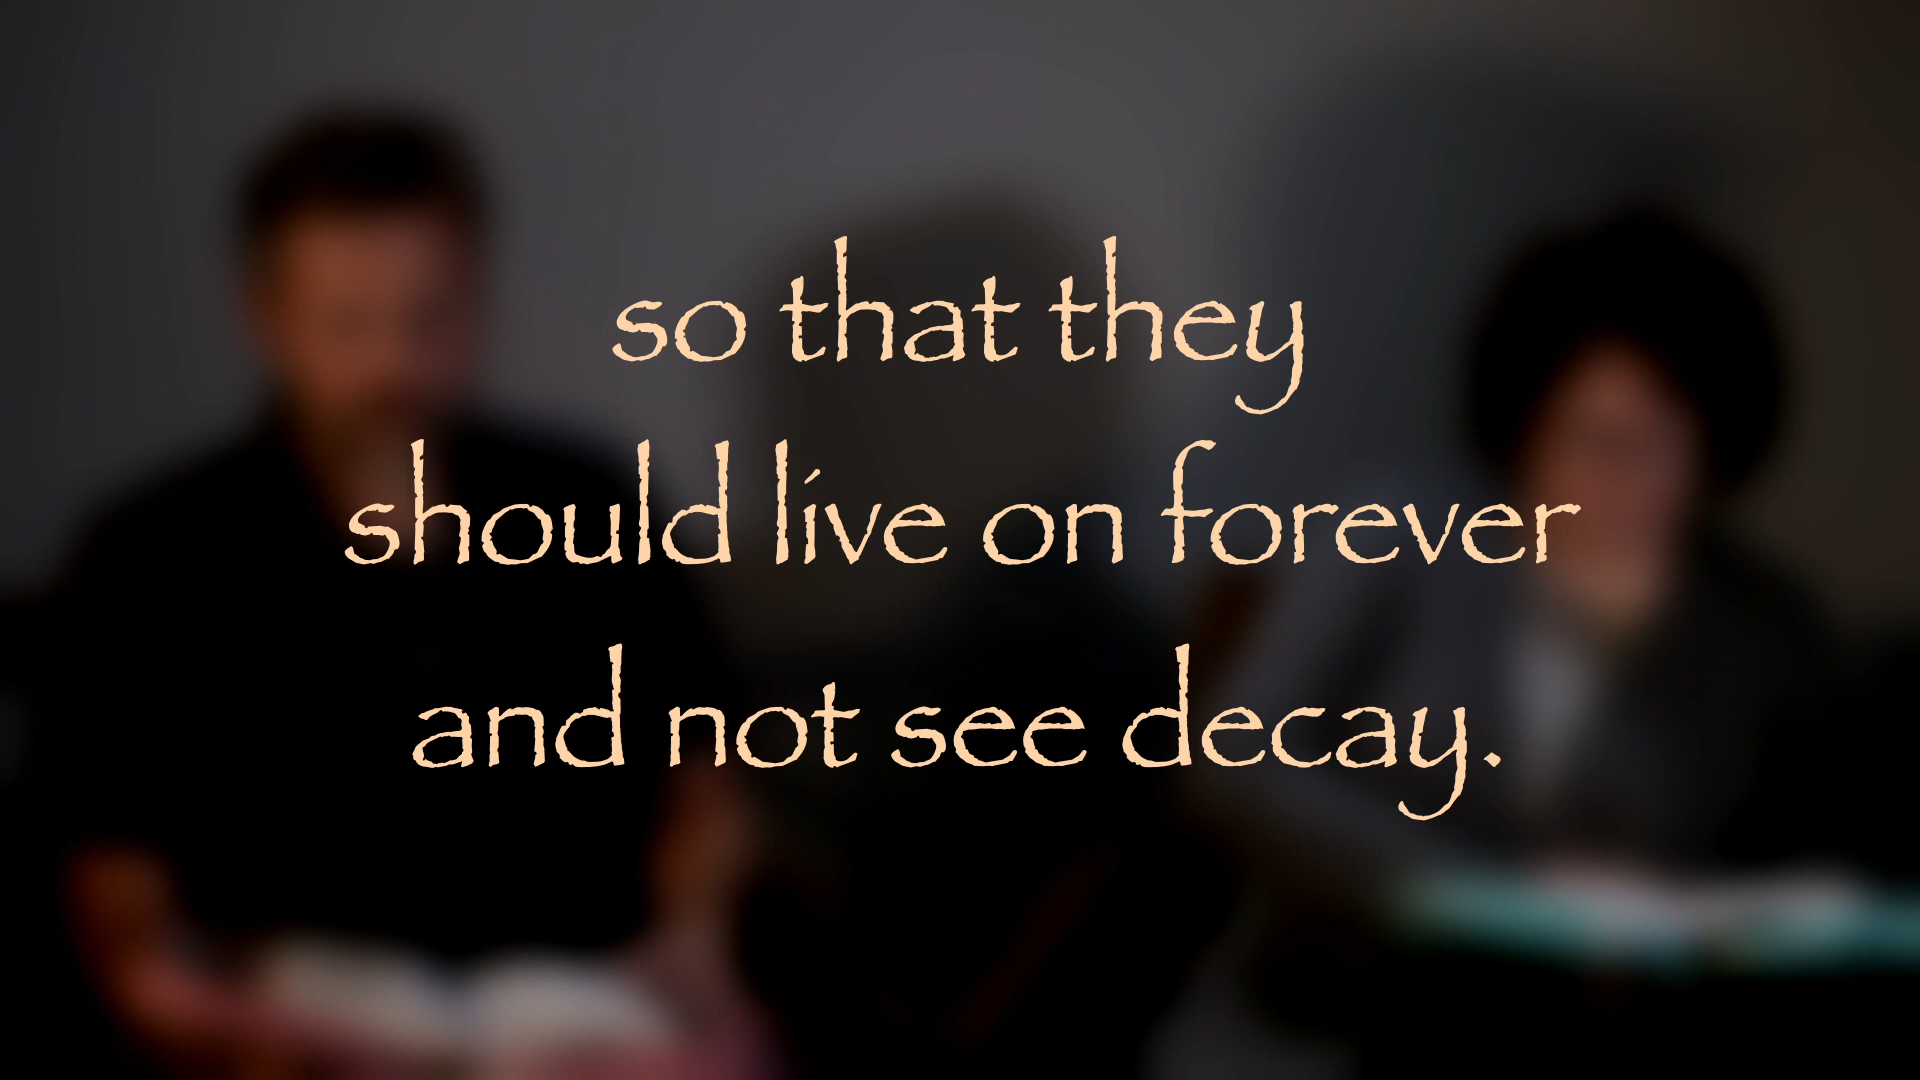 so that they
should live on forever
and not see decay.